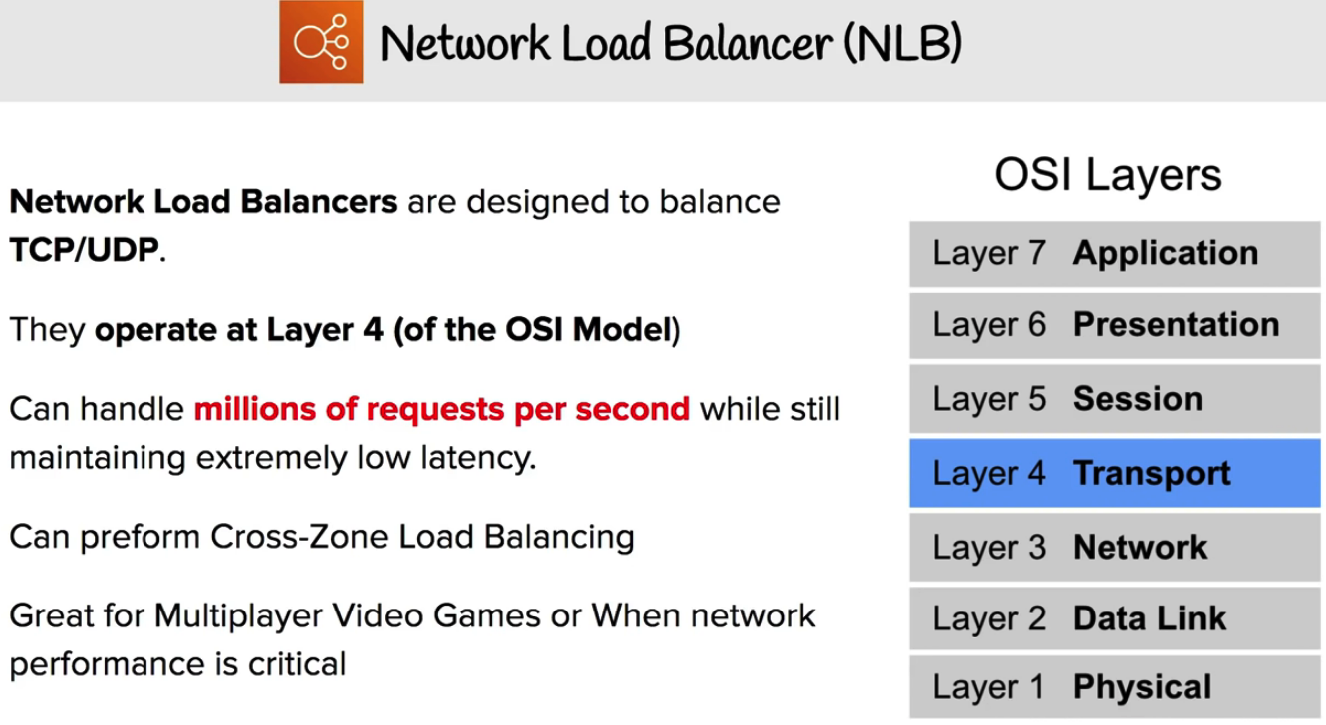 Network Load Balancer (NLB)
Network Load Balancers are designed to balance
TCP/UDP.
They operate at Layer 4 (of the OSI Model)
Can handle millions of requests per second while still
maintaining extremely low latency.
Can preform Cross-Zone Load Balancing
Great for Multiplayer Video Games or When network
performance is critical
OSI Layers
Layer 7 Application
Layer 6 Presentation
Layer 5 Session
Layer 4 Transport
Layer 3 Network
Layer 2 Data Link
Layer 1 Physical